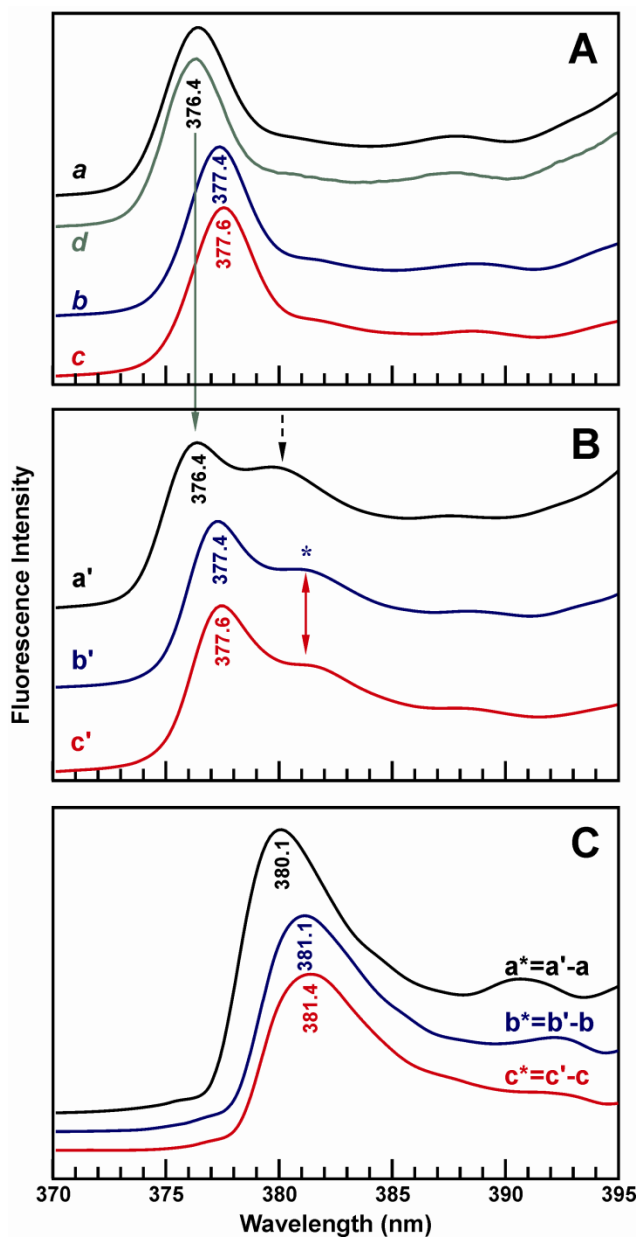 A
376.4
a
d
377.4
b
377.6
c
B
376.4
a'
*
377.4
b'
377.6
c'
Fluorescence Intensity
C
380.1
a*=a'-a
381.1
b*=b'-b
381.4
c*=c'-c
370 375 380 385 390 395
Wavelength (nm)